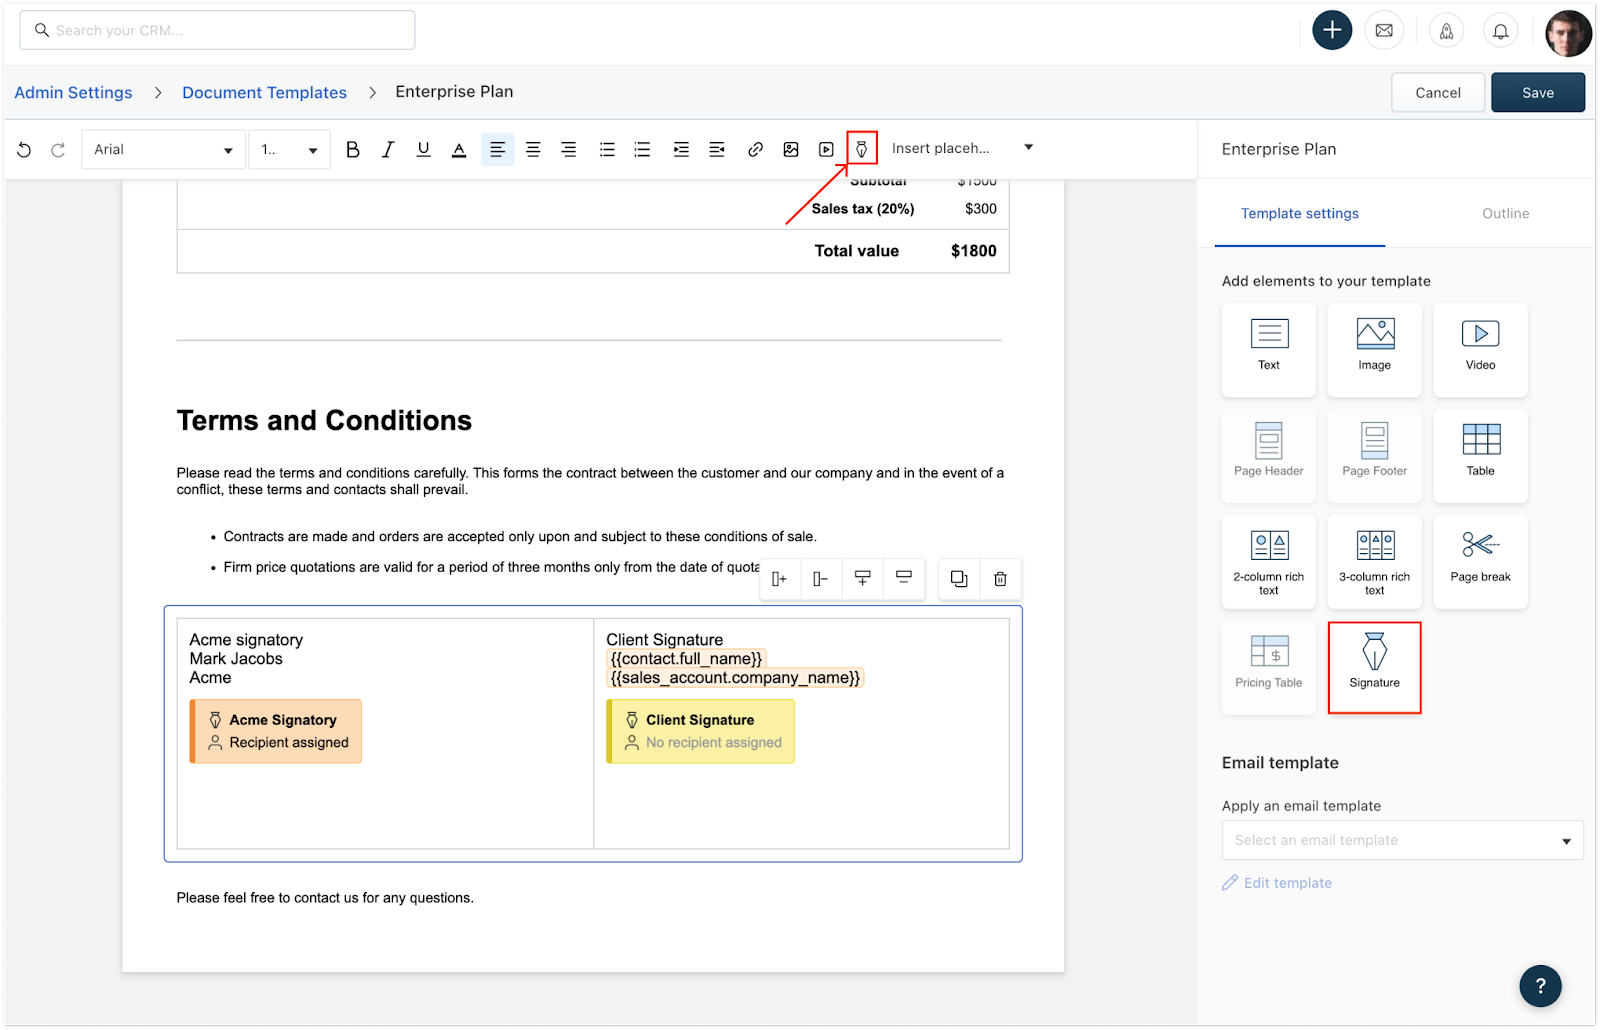 Search your CRM...
Admin Settings > Document Templates > Enterprise Plan
Cancel
Save
Arial
1..
B I U A
Insert placeh...
Enterprise Plan
Template settings
Outline
Subtotal $1500
Sales tax (20%) $300
Total value $1800
Terms and Conditions
Please read the terms and conditions carefully. This forms the contract between the customer and our company and in the event of a
conflict, these terms and contacts shall prevail.
• Contracts are made and orders are accepted only upon and subject to these conditions of sale.
• Firm price quotations are valid for a period of three months only from the date of quota
Acme signatory
Mark Jacobs
Acme
Acme Signatory
Recipient assigned
Client Signature
{{contact.full_name}}
{{sales_account.company_name}}
Client Signature
No recipient assigned
Please feel free to contact us for any questions.
Add elements to your template
Text
Image
Video
Page Header
Page Footer
Table
2-column rich
text
3-column rich
text
Page break
$
Pricing Table
Signature
Email template
Apply an email template
Select an email template
Edit template
?